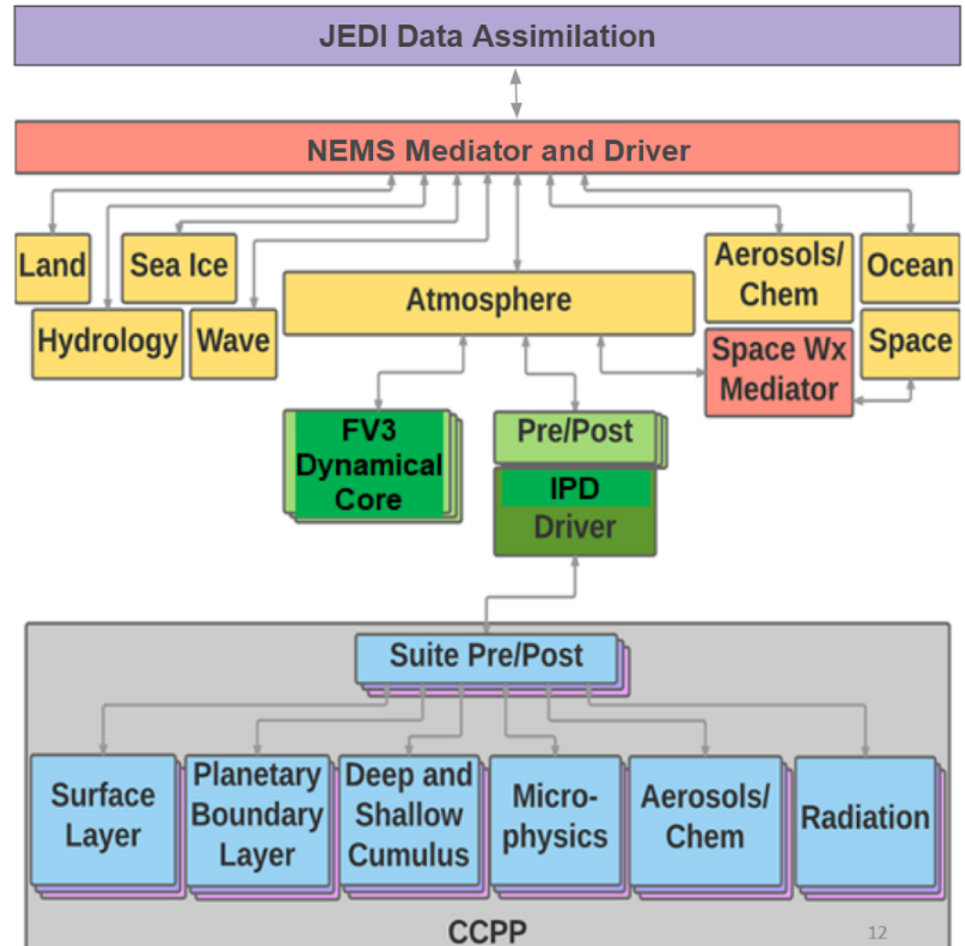 JEDI Data Assimilation
NEMS Mediator and Driver
Land
Sea Ice
Hydrology
Wave
Atmosphere
Aerosols/
Chem
Ocean
Space Wx
Mediator
Space
FV3
Dynamical
Core
Pre/Post
IPD
Driver
Suite Pre/Post
Surface
Layer
Planetary
Boundary
Layer
Deep and
Shallow
Cumulus
Micro-
physics
Aerosols/
Chem
Radiation
CCPP
12